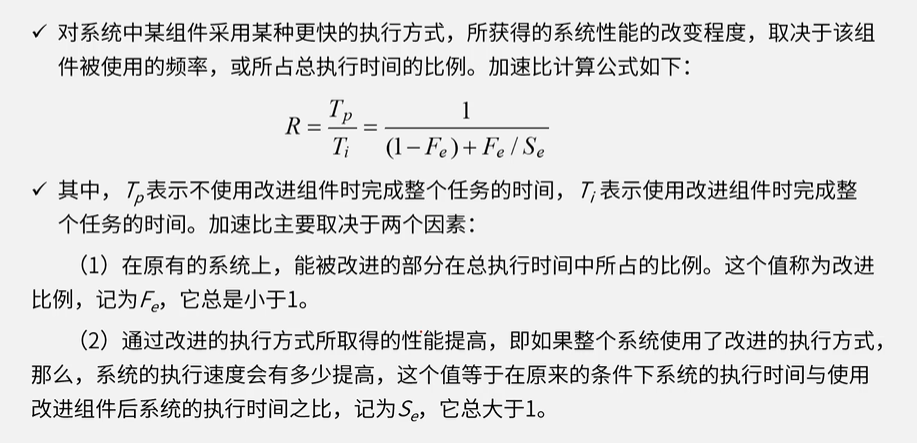 ✓ 对系统中某组件采用某种更快的执行方式，所获得的系统性能的改变程度，取决于该组
件被使用的频率，或所占总执行时间的比例。加速比计算公式如下：
R = Tp / Ti = 1 / ((1 − Fe) + Fe / Se)
✓ 其中，Tp表示不使用改进组件时完成整个任务的时间，Ti表示使用改进组件时完成整
个任务的时间。加速比主要取决于两个因素：
（1）在原有的系统上，能被改进的部分在总执行时间中所占的比例。这个值称为改进
比例，记为Fe，它总是小于1。
（2）通过改进的执行方式所取得的性能提高，即如果整个系统使用了改进的执行方式，
那么，系统的执行速度会有多少提高，这个值等于在原来的条件下系统的执行时间与使用
改进组件后系统的执行时间之比，记为Se，它总大于1。